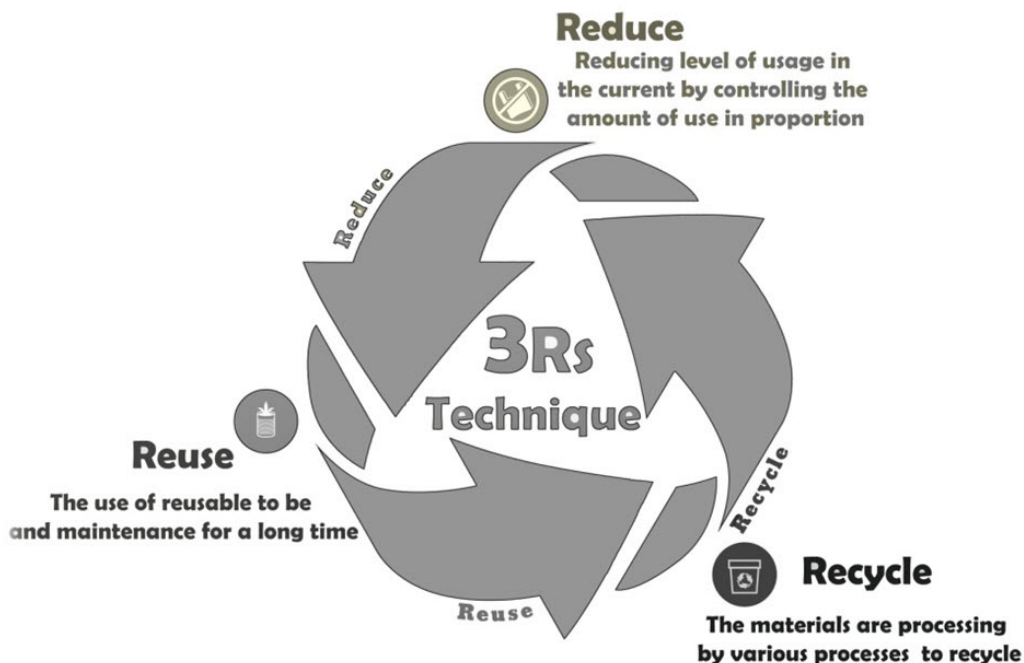 Reduce
Reducing level of usage in
the current by controlling the
amount of use in proportion
Reduce
3Rs
Technique
Reuse
The use of reusable to be
and maintenance for a long time
Recycle
Reuse
Recycle
The materials are processing
by various processes to recycle